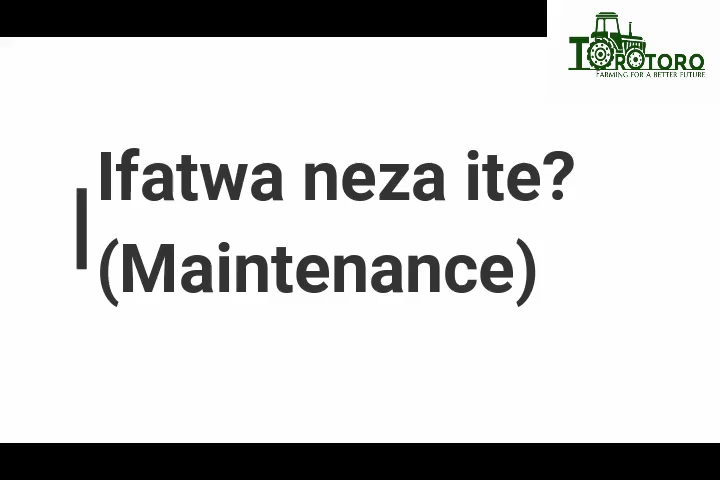 TOROTORO
FARMING FOR A BETTER FUTURE
Ifatwa neza ite?
(Maintenance)